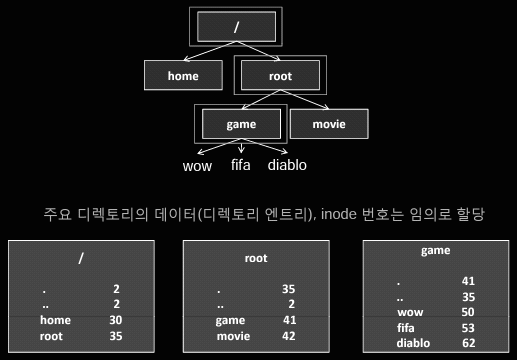 /
home root
game movie
wow fifa diablo
주요 디렉토리의 데이터(디렉토리 엔트리), inode 번호는 임의로 할당
/
. 2
.. 2
home 30
root 35
root
. 35
.. 2
game 41
movie 42
game
. 41
.. 35
wow 50
fifa 53
diablo 62